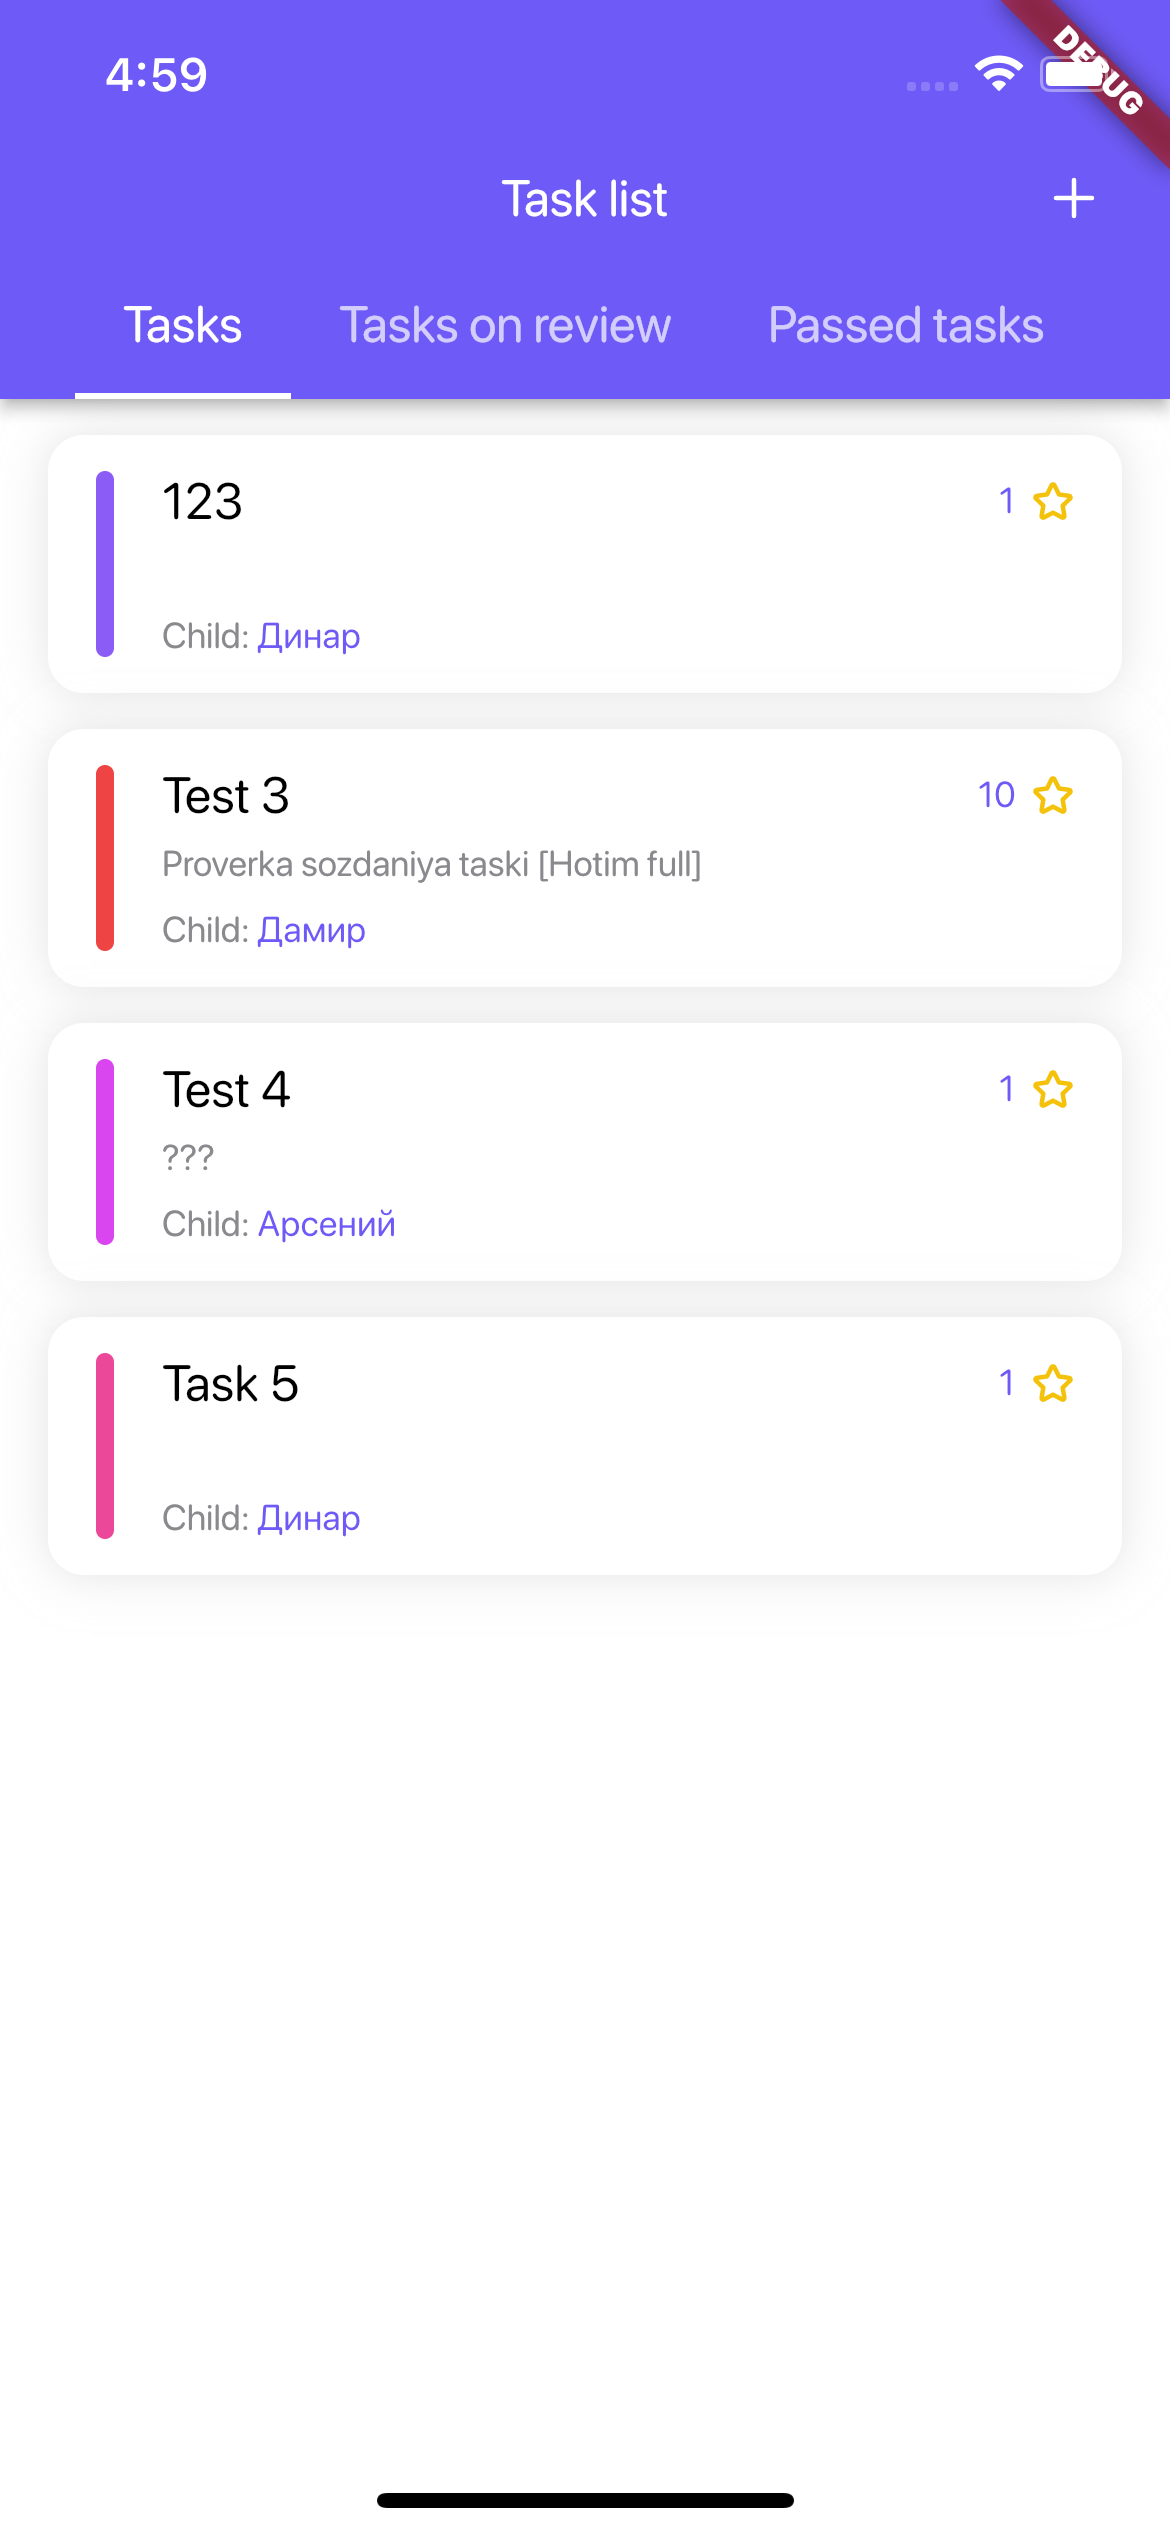 4:59
DEBUG
Task list
Tasks Tasks on review Passed tasks
123 1
Child: Динар
Test 3 10
Proverka sozdaniya taski [Hotim full]
Child: Дамир
Test 4 1
???
Child: Арсений
Task 5 1
Child: Динар